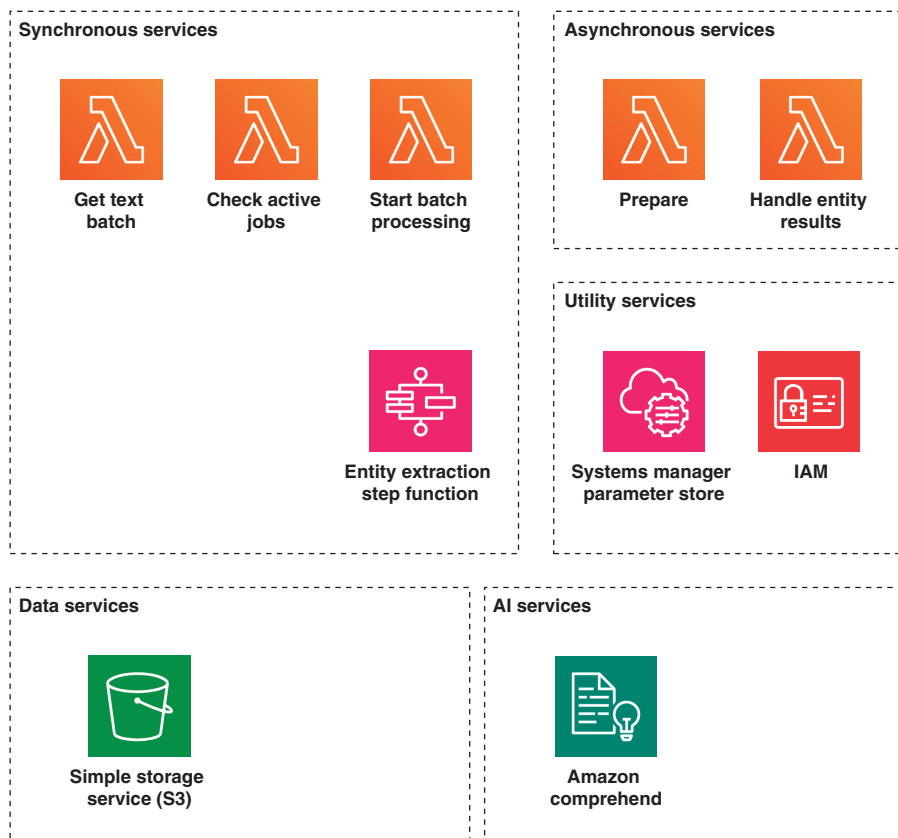 Synchronous services
Get text
batch
Check active
jobs
Start batch
processing
Entity extraction
step function
Asynchronous services
Prepare
Handle entity
results
Utility services
Systems manager
parameter store
IAM
Data services
Simple storage
service (S3)
AI services
Amazon
comprehend